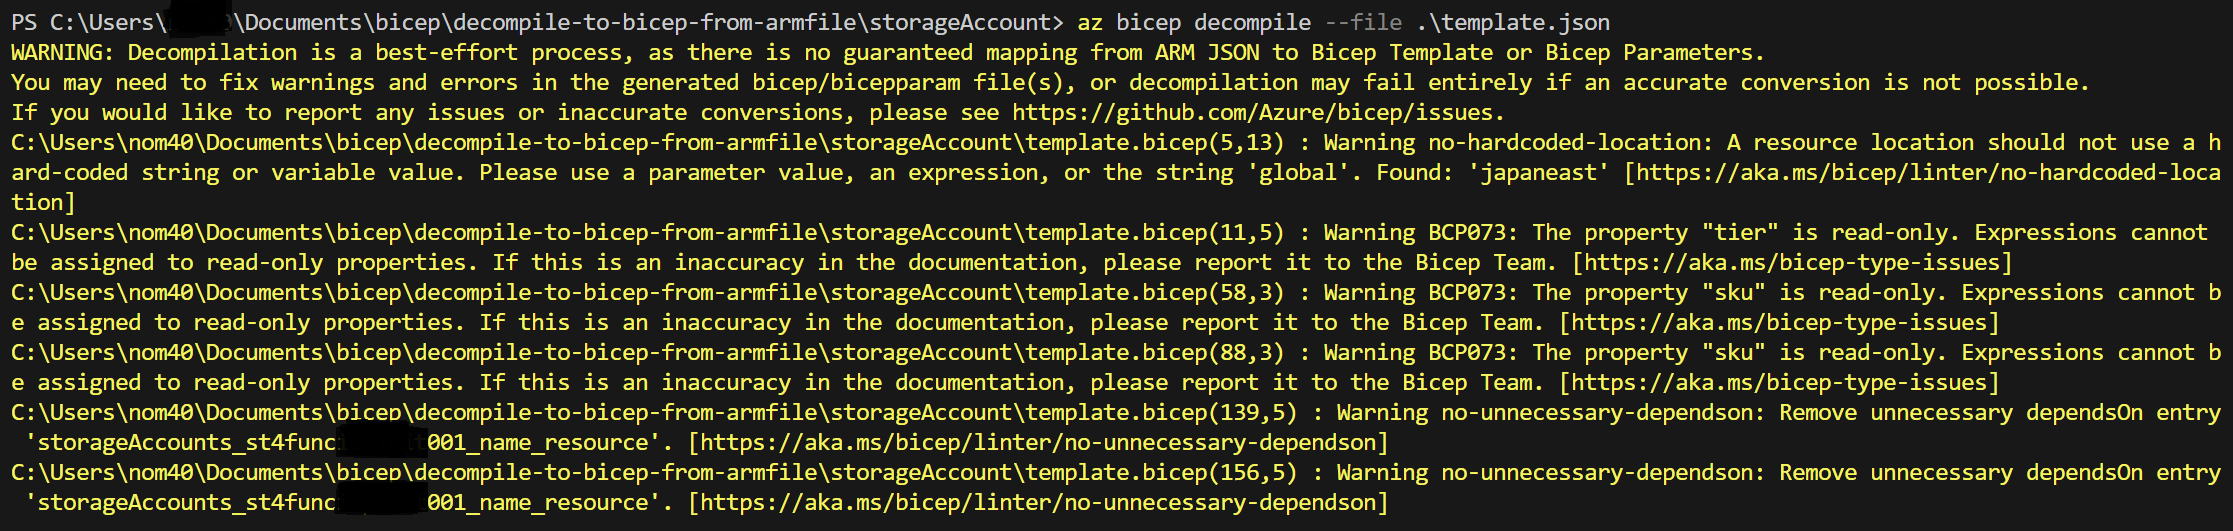 PS C:\Users\ \Documents\bicep\decompile-to-bicep-from-armfile\storageAccount> az bicep decompile --file .\template.json
WARNING: Decompilation is a best-effort process, as there is no guaranteed mapping from ARM JSON to Bicep Template or Bicep Parameters.
You may need to fix warnings and errors in the generated bicep/bicepparam file(s), or decompilation may fail entirely if an accurate conversion is not possible.
If you would like to report any issues or inaccurate conversions, please see https://github.com/Azure/bicep/issues.
C:\Users\nom40\Documents\bicep\decompile-to-bicep-from-armfile\storageAccount\template.bicep(5,13) : Warning no-hardcoded-location: A resource location should not use a h
ard-coded string or variable value. Please use a parameter value, an expression, or the string 'global'. Found: 'japaneast' [https://aka.ms/bicep/linter/no-hardcoded-loca
tion]
C:\Users\nom40\Documents\bicep\decompile-to-bicep-from-armfile\storageAccount\template.bicep(11,5) : Warning BCP073: The property "tier" is read-only. Expressions cannot
be assigned to read-only properties. If this is an inaccuracy in the documentation, please report it to the Bicep Team. [https://aka.ms/bicep-type-issues]
C:\Users\nom40\Documents\bicep\decompile-to-bicep-from-armfile\storageAccount\template.bicep(58,3) : Warning BCP073: The property "sku" is read-only. Expressions cannot b
e assigned to read-only properties. If this is an inaccuracy in the documentation, please report it to the Bicep Team. [https://aka.ms/bicep-type-issues]
C:\Users\nom40\Documents\bicep\decompile-to-bicep-from-armfile\storageAccount\template.bicep(88,3) : Warning BCP073: The property "sku" is read-only. Expressions cannot b
e assigned to read-only properties. If this is an inaccuracy in the documentation, please report it to the Bicep Team. [https://aka.ms/bicep-type-issues]
C:\Users\nom40\Documents\bicep\decompile-to-bicep-from-armfile\storageAccount\template.bicep(139,5) : Warning no-unnecessary-dependson: Remove unnecessary dependsOn entry
'storageAccounts_st4func 001_name_resource'. [https://aka.ms/bicep/linter/no-unnecessary-dependson]
C:\Users\nom40\Documents\bicep\decompile-to-bicep-from-armfile\storageAccount\template.bicep(156,5) : Warning no-unnecessary-dependson: Remove unnecessary dependsOn entry
'storageAccounts_st4func 001_name_resource'. [https://aka.ms/bicep/linter/no-unnecessary-dependson]